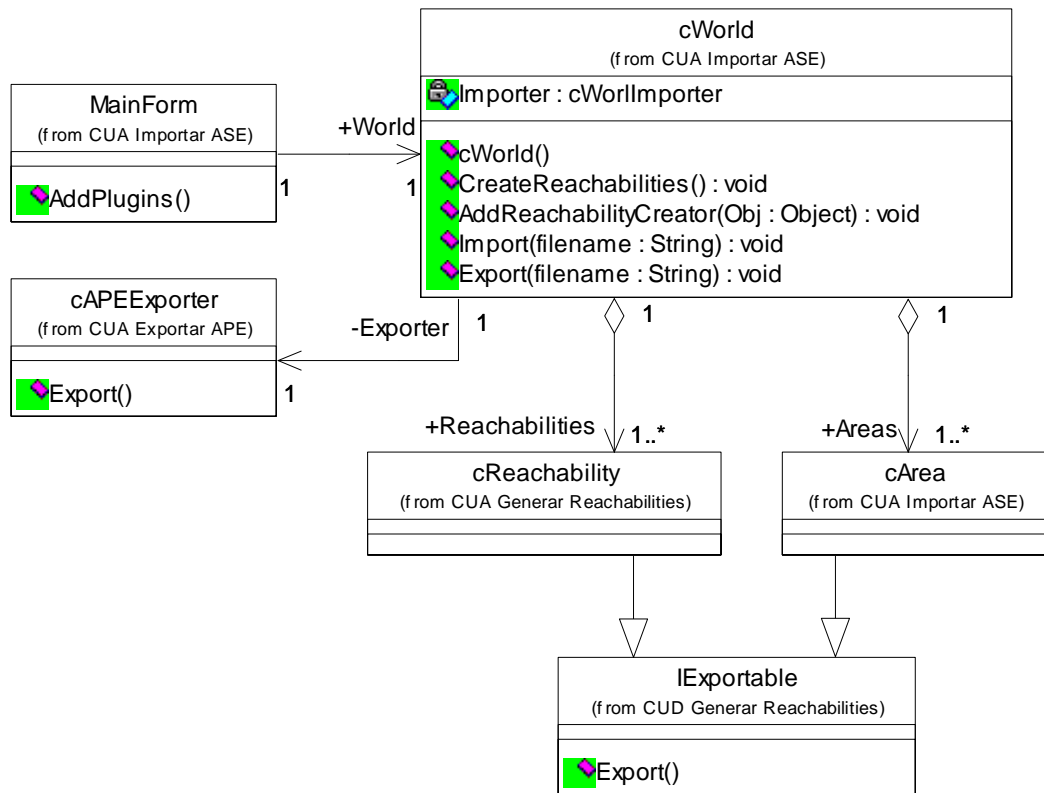 cWorld
(from CUA Importar ASE)
Importer : cWorlImporter
cWorld()
CreateReachabilities() : void
AddReachabilityCreator(Obj : Object) : void
Import(filename : String) : void
Export(filename : String) : void
MainForm
(from CUA Importar ASE)
AddPlugins()
+World
1
1
cAPEExporter
(from CUA Exportar APE)
Export()
-Exporter
1
1
1
1
+Reachabilities
1..*
+Areas
1..*
cReachability
(from CUA Generar Reachabilities)
cArea
(from CUA Importar ASE)
IExportable
(from CUD Generar Reachabilities)
Export()